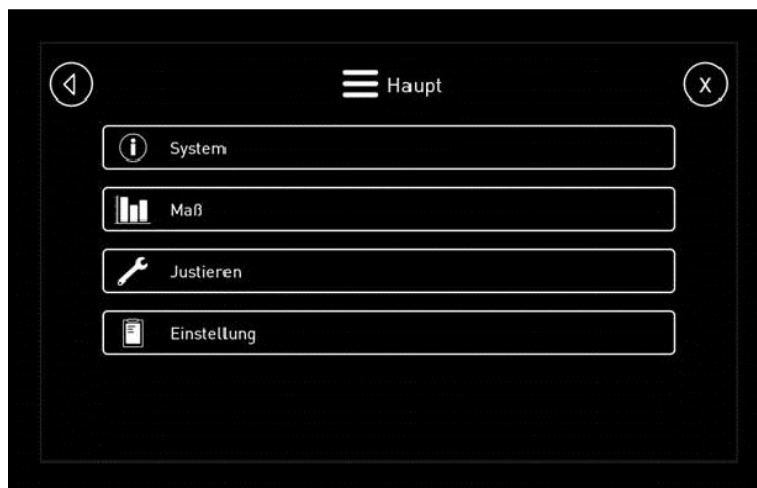 Haupt
X
System
Maß
Justieren
Einstellung